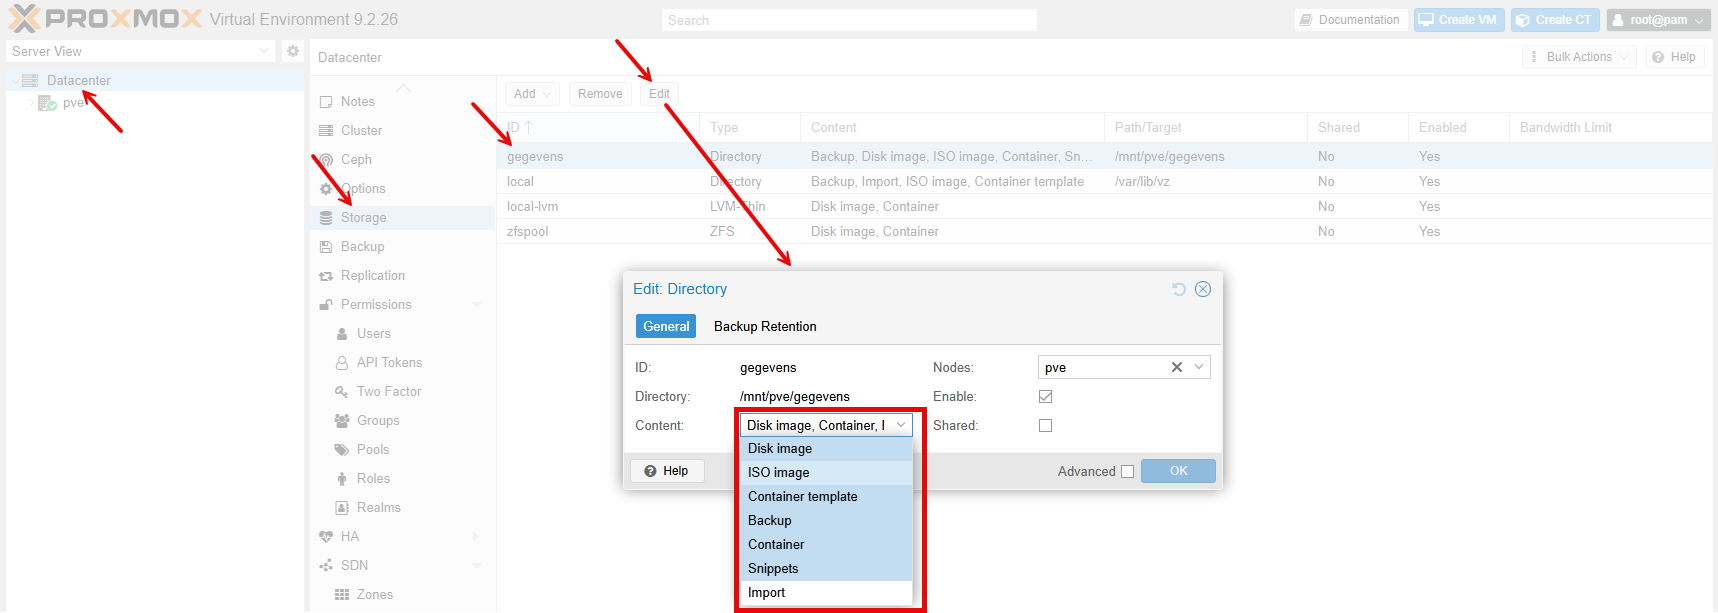 PROXMOX Virtual Environment 9.2.26 Search Documentation Create VM Create CT root@pam
Server View
Datacenter
pve
Datacenter Bulk Actions Help
Notes
Cluster
Ceph
Options
Storage
Backup
Replication
Permissions
Users
API Tokens
Two Factor
Groups
Pools
Roles
Realms
HA
SDN
Zones
Add Remove Edit
ID Type Content Path/Target Shared Enabled Bandwidth Limit
gegevens Directory Backup, Disk image, ISO image, Container, Sn... /mnt/pve/gegevens No Yes
local Directory Backup, Import, ISO image, Container template /var/lib/vz No Yes
local-lvm LVM-Thin Disk image, Container No Yes
zfspool ZFS Disk image, Container No Yes
Edit: Directory
General Backup Retention
ID: gegevens Nodes: pve
Directory: /mnt/pve/gegevens Enable:
Content: Disk image, Container, Shared:
Disk image
ISO image
Container template
Backup
Container
Snippets
Import
Help Advanced OK